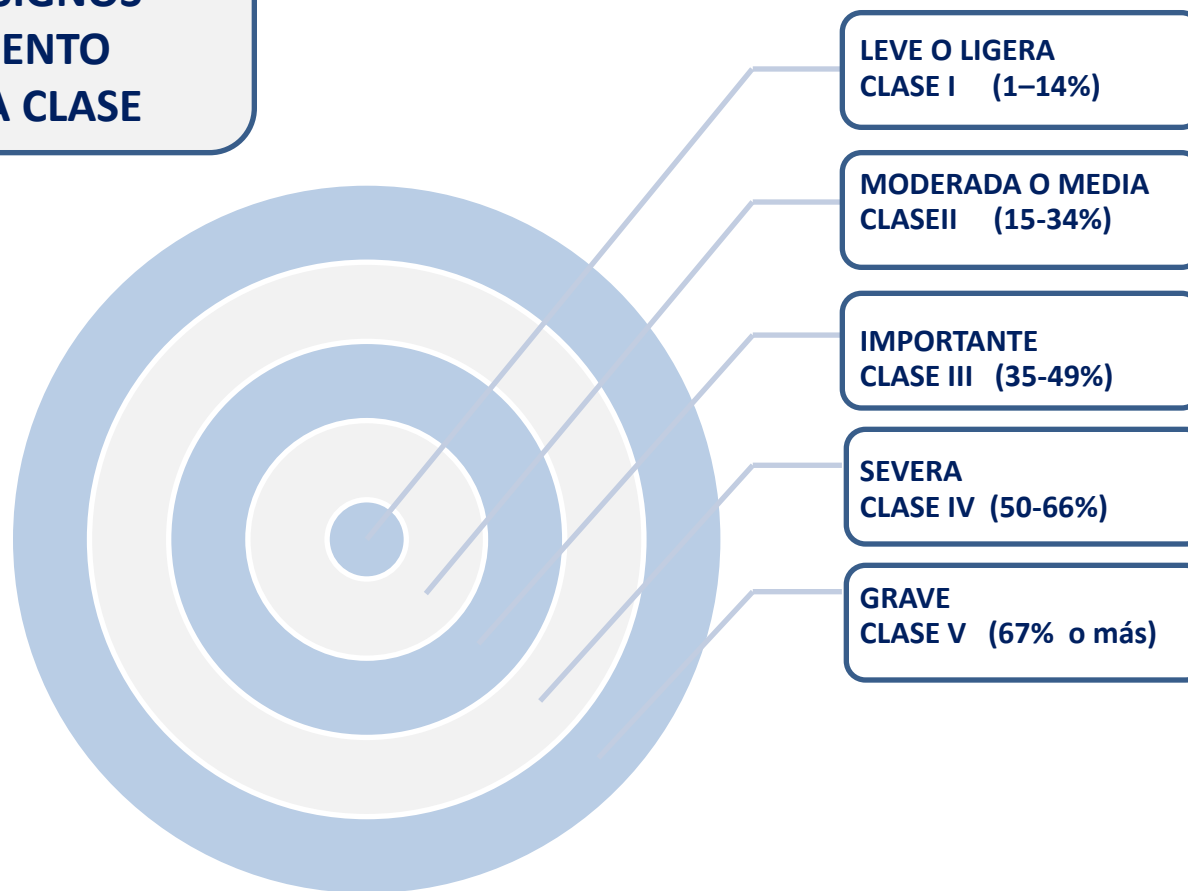 SIGNOS
ENTO
A CLASE
LEVE O LIGERA
CLASE I (1–14%)
MODERADA O MEDIA
CLASEII (15-34%)
IMPORTANTE
CLASE III (35-49%)
SEVERA
CLASE IV (50-66%)
GRAVE
CLASE V (67% o más)